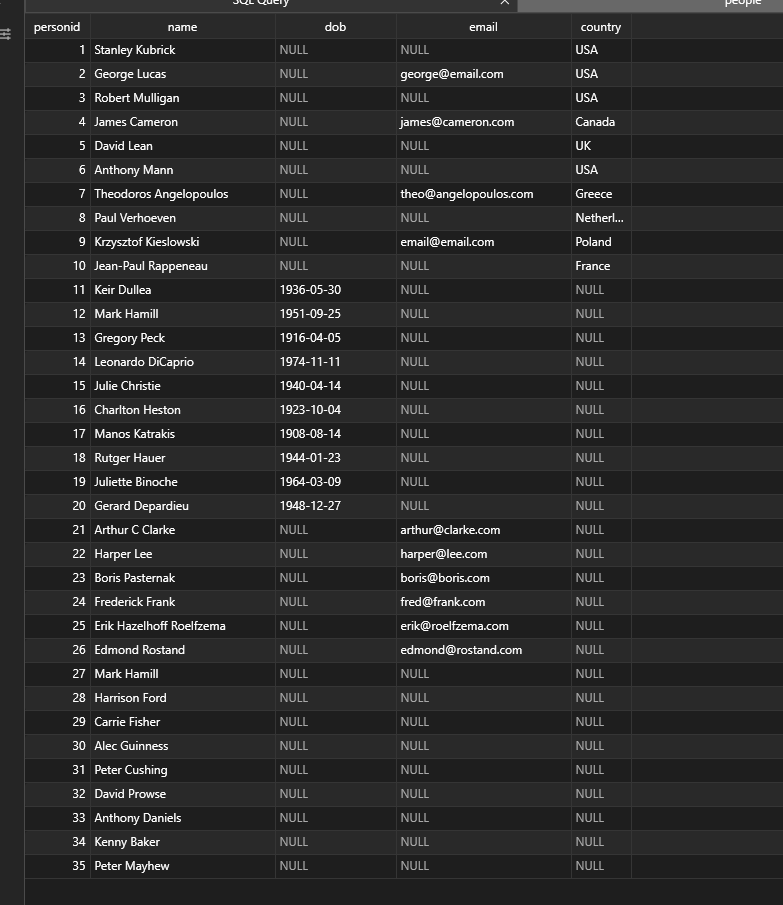 SQL Query people
personid name dob email country
1 Stanley Kubrick NULL NULL USA
2 George Lucas NULL george@email.com USA
3 Robert Mulligan NULL NULL USA
4 James Cameron NULL james@cameron.com Canada
5 David Lean NULL NULL UK
6 Anthony Mann NULL NULL USA
7 Theodoros Angelopoulos NULL theo@angelopoulos.com Greece
8 Paul Verhoeven NULL NULL Netherl...
9 Krzysztof Kieslowski NULL email@email.com Poland
10 Jean-Paul Rappeneau NULL NULL France
11 Keir Dullea 1936-05-30 NULL NULL
12 Mark Hamill 1951-09-25 NULL NULL
13 Gregory Peck 1916-04-05 NULL NULL
14 Leonardo DiCaprio 1974-11-11 NULL NULL
15 Julie Christie 1940-04-14 NULL NULL
16 Charlton Heston 1923-10-04 NULL NULL
17 Manos Katrakis 1908-08-14 NULL NULL
18 Rutger Hauer 1944-01-23 NULL NULL
19 Juliette Binoche 1964-03-09 NULL NULL
20 Gerard Depardieu 1948-12-27 NULL NULL
21 Arthur C Clarke NULL arthur@clarke.com NULL
22 Harper Lee NULL harper@lee.com NULL
23 Boris Pasternak NULL boris@boris.com NULL
24 Frederick Frank NULL fred@frank.com NULL
25 Erik Hazelhoff Roelfzema NULL erik@roelfzema.com NULL
26 Edmond Rostand NULL edmond@rostand.com NULL
27 Mark Hamill NULL NULL NULL
28 Harrison Ford NULL NULL NULL
29 Carrie Fisher NULL NULL NULL
30 Alec Guinness NULL NULL NULL
31 Peter Cushing NULL NULL NULL
32 David Prowse NULL NULL NULL
33 Anthony Daniels NULL NULL NULL
34 Kenny Baker NULL NULL NULL
35 Peter Mayhew NULL NULL NULL